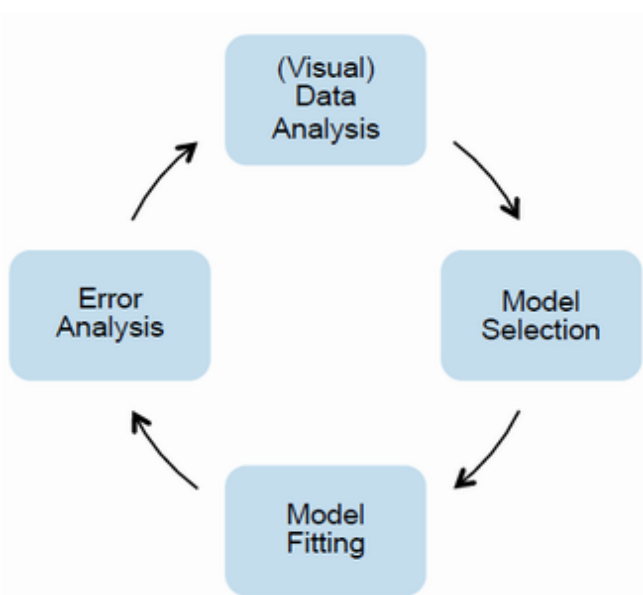 (Visual)
Data
Analysis
Error
Analysis
Model
Selection
Model
Fitting